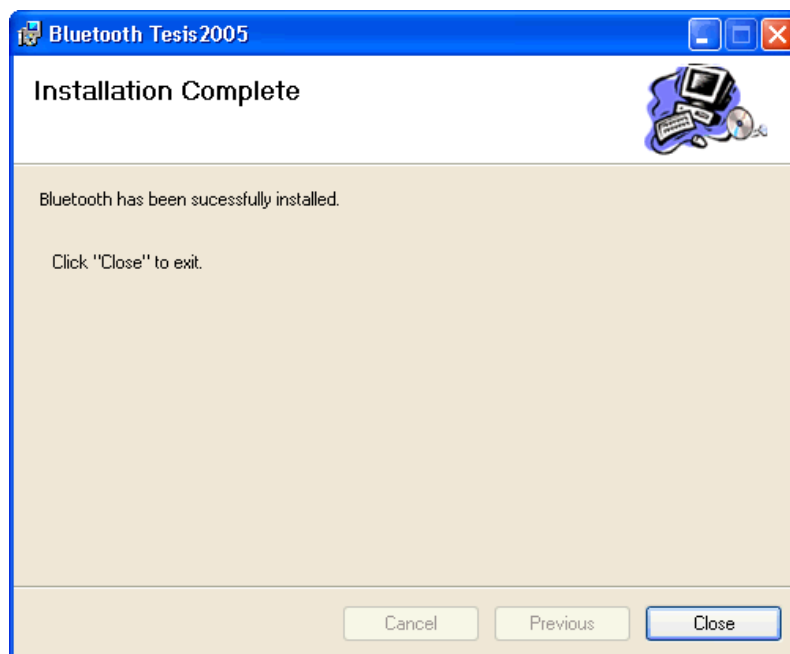 Bluetooth Tesis2005
Installation Complete
Bluetooth has been sucessfully installed.
Click "Close" to exit.
Cancel Previous Close